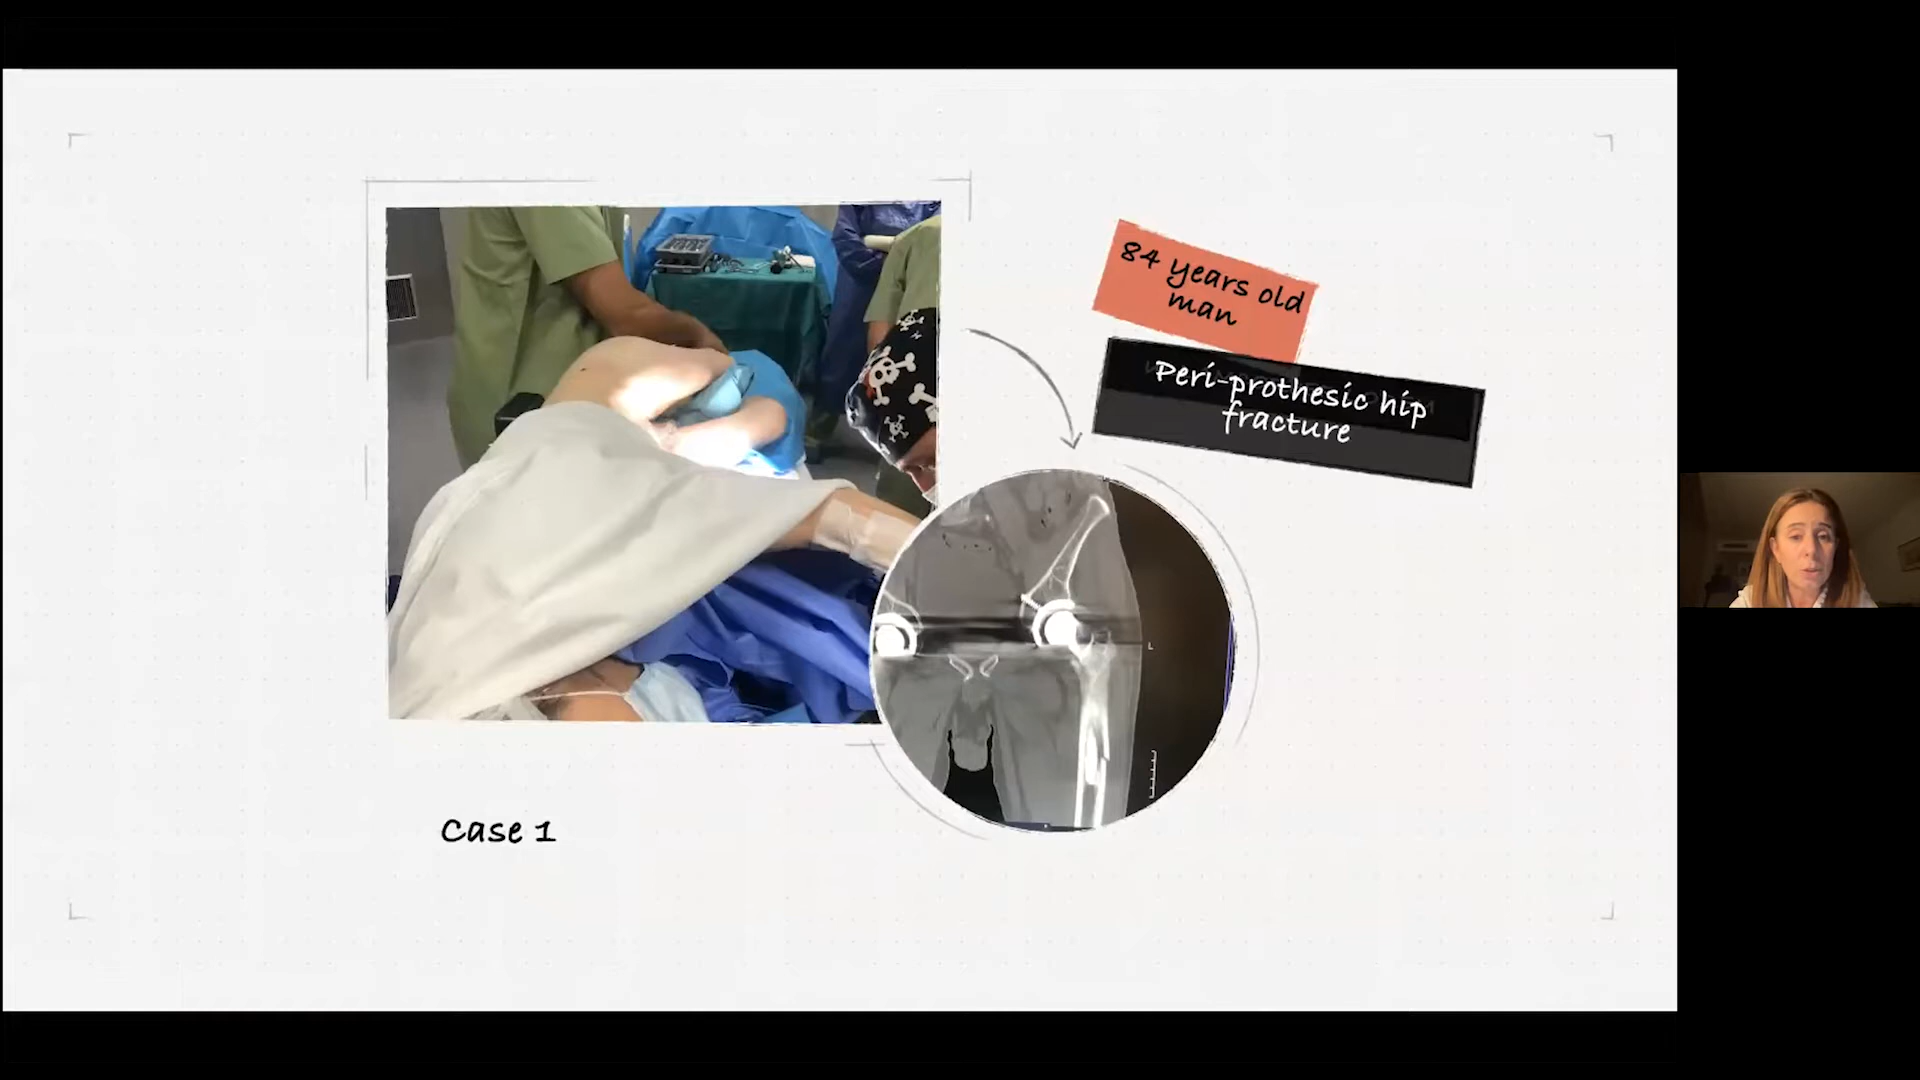 84 years old
man
Peri-prothesic hip
fracture
L
Case 1